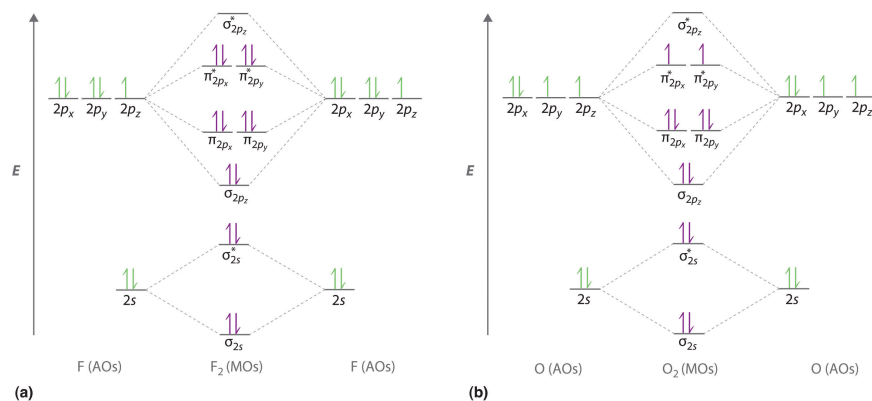 σ*2pz
π*2px π*2py
2px 2py 2pz
2px 2py 2pz
π2px π2py
E
σ2pz
σ*2s
2s
2s
σ2s
F (AOs)
F2 (MOs)
F (AOs)
(a)
σ*2pz
π*2px π*2py
2px 2py 2pz
2px 2py 2pz
π2px π2py
E
σ2pz
σ*2s
2s
2s
σ2s
O (AOs)
O2 (MOs)
O (AOs)
(b)